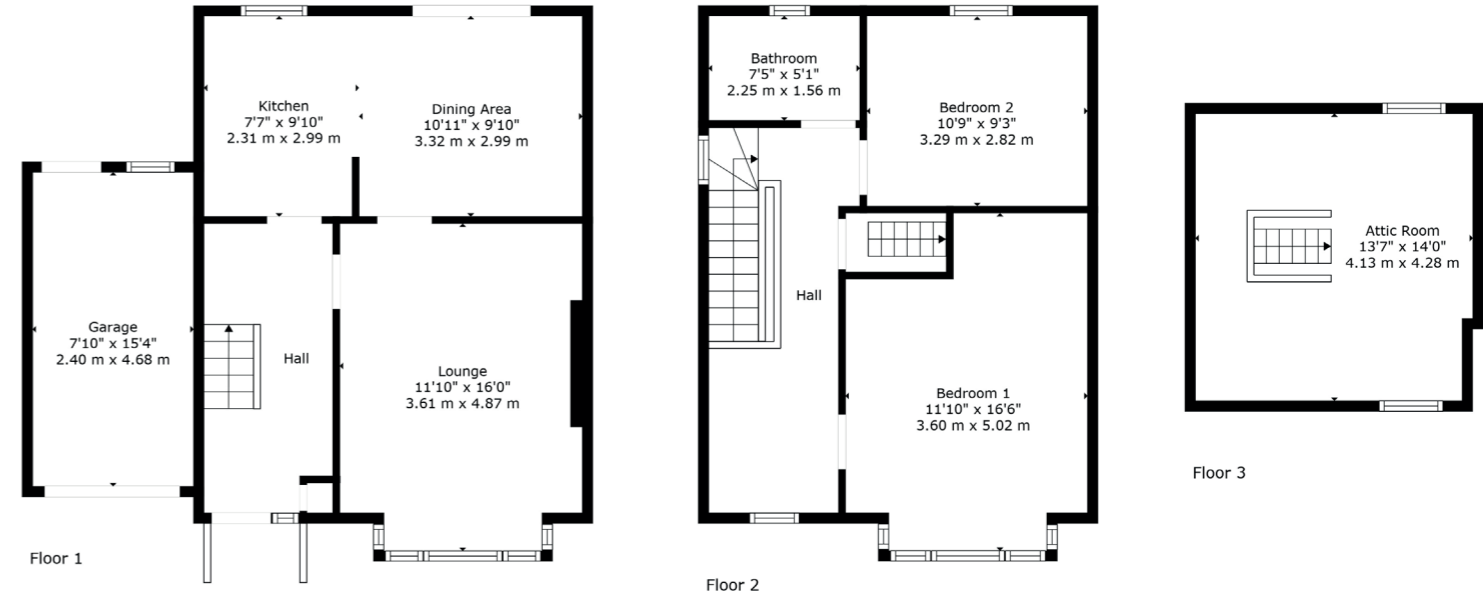 Kitchen
7'7" x 9'10"
2.31 m x 2.99 m
Dining Area
10'11" x 9'10"
3.32 m x 2.99 m
Garage
7'10" x 15'4"
2.40 m x 4.68 m
Hall
Lounge
11'10" x 16'0"
3.61 m x 4.87 m
Floor 1
Bathroom
7'5" x 5'1"
2.25 m x 1.56 m
Bedroom 2
10'9" x 9'3"
3.29 m x 2.82 m
Hall
Bedroom 1
11'10" x 16'6"
3.60 m x 5.02 m
Floor 2
Attic Room
13'7" x 14'0"
4.13 m x 4.28 m
Floor 3